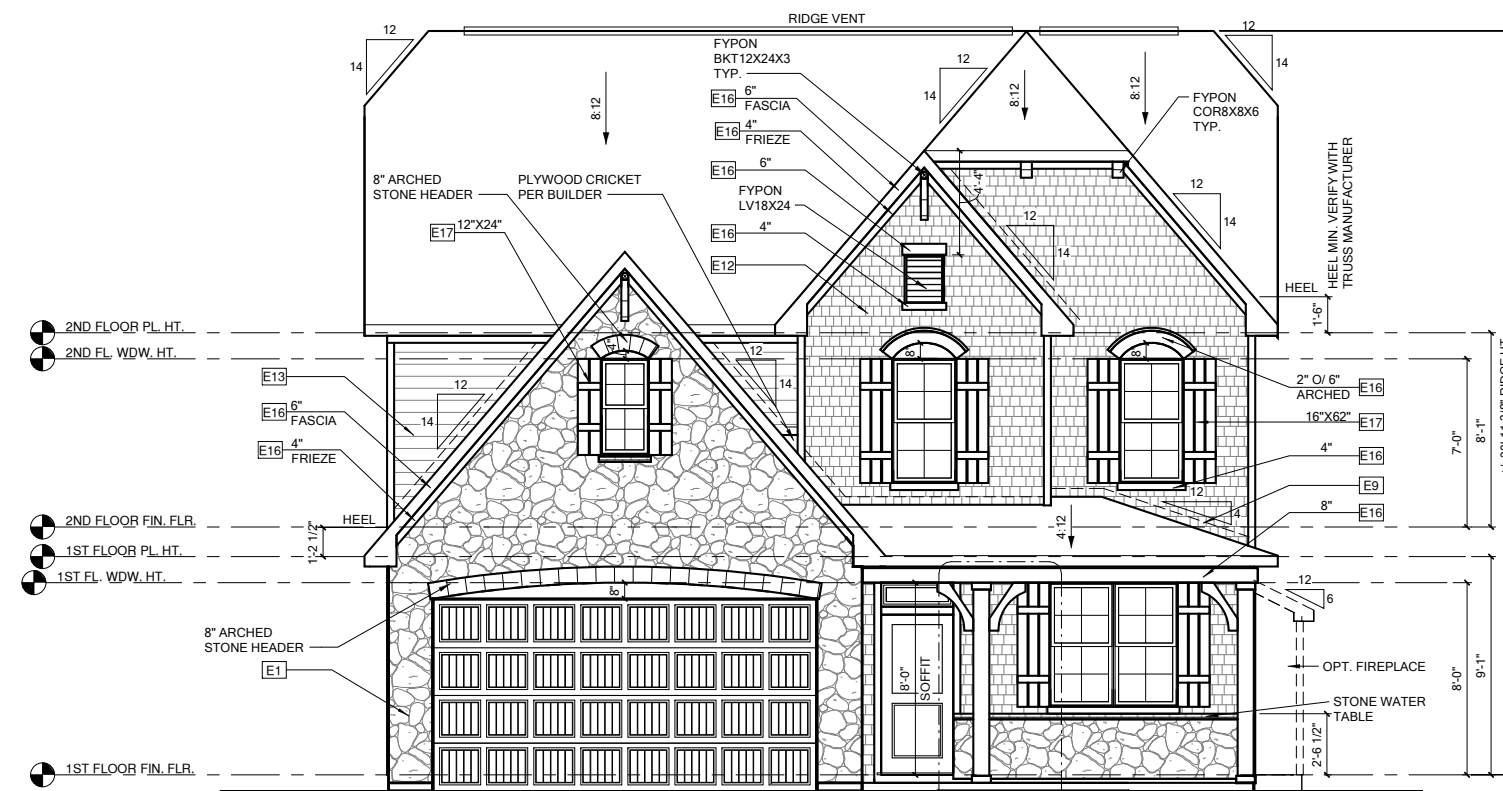 RIDGE VENT
12
14
8:12
FYPON
BKT12X24X3
TYP.
E16 6"
FASCIA
E16 4"
FRIEZE
E16 6"
FYPON
LV18X24
E16 4"
E12
12
14
8:12
8:12
12
14
FYPON
COR8X8X6
TYP.
HEEL MIN. VERIFY WITH
TRUSS MANUFACTURER
8" ARCHED
STONE HEADER
PLYWOOD CRICKET
PER BUILDER
E17 12"X24"
4'-4"
12
14
12
14
HEEL
1'-6"
2ND FLOOR PL. HT.
2ND FL. WDW. HT.
E13
E16 6"
FASCIA
E16 4"
FRIEZE
12
14
12
14
8
8
2" O/ 6"
ARCHED
E16
16"X62" E17
4" E16
E9
8" E16
12
4
7'-0"
8'-1"
2ND FLOOR FIN. FLR.
HEEL
1'-2 1/2"
1ST FLOOR PL. HT.
1ST FL. WDW. HT.
4:12
8"
12
6
8" ARCHED
STONE HEADER
E1
8'-0"
SOFFIT
OPT. FIREPLACE
STONE WATER
TABLE
2'-6 1/2"
8'-0"
9'-1"
1ST FLOOR FIN. FLR.